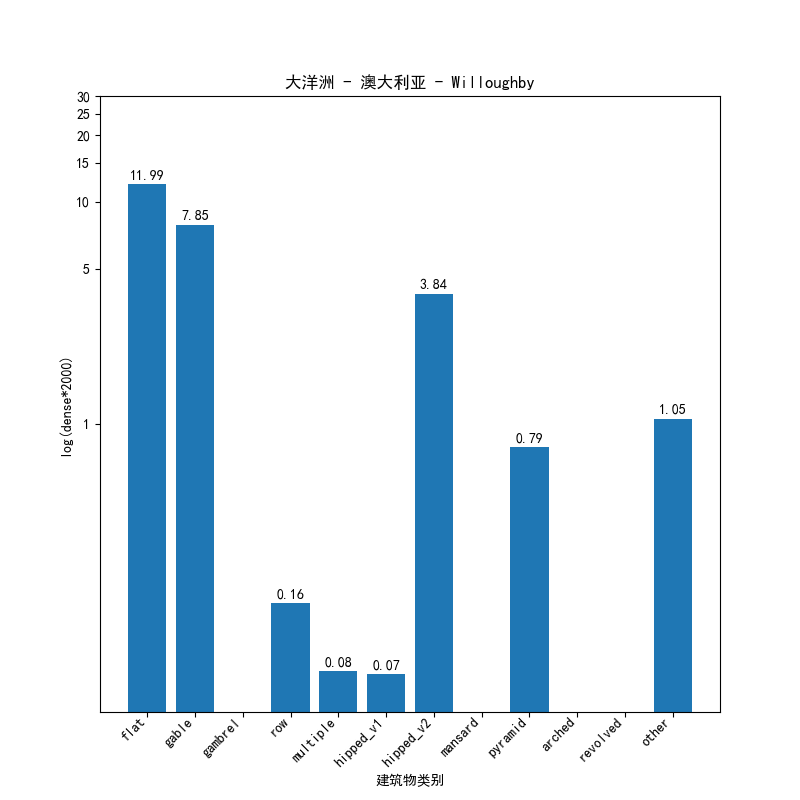 大洋洲 - 澳大利亚 - Willoughby
30
25
20
15
10
5
1
log(dense*2000)
11.99
7.85
0.16
0.08
0.07
3.84
0.79
1.05
flat
gable
gambrel
row
multiple
hipped_v1
hipped_v2
mansard
pyramid
arched
revolved
other
建筑物类别